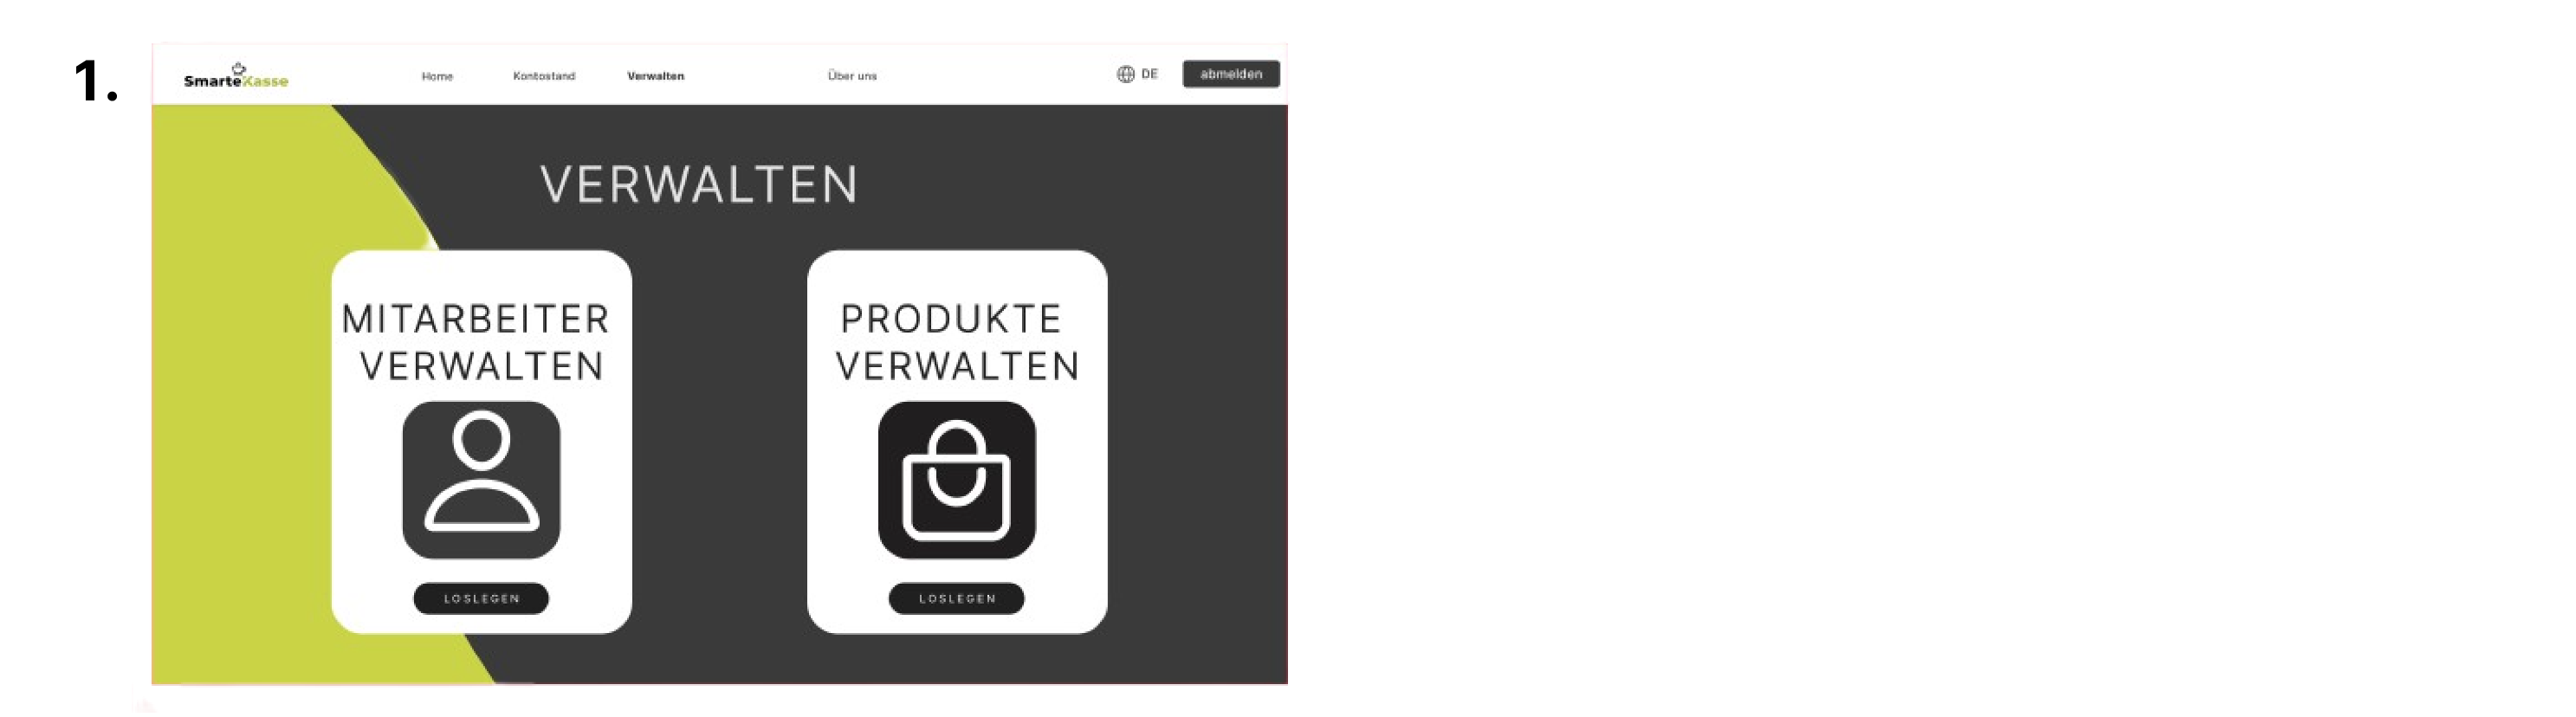 1.
SmarteKasse
Home Kontostand Verwalten Über uns DE abmelden
VERWALTEN
MITARBEITER
VERWALTEN
LOSLEGEN
PRODUKTE
VERWALTEN
LOSLEGEN